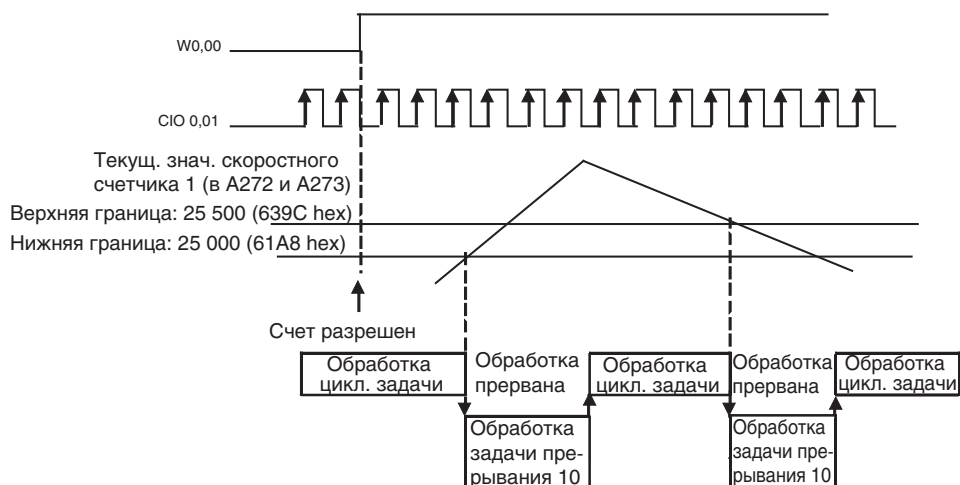 W0,00
CIO 0,01
Текущ. знач. скоростного
счетчика 1 (в A272 и A273)
Верхняя граница: 25 500 (639C hex)
Нижняя граница: 25 000 (61A8 hex)
Счет разрешен
Обработка
цикл. задачи
Обработка
прервана
Обработка
цикл. задачи
Обработка
прервана
Обработка
цикл. задачи
Обработка
задачи пре-
рывания 10
Обработка
задачи пре-
рывания 10